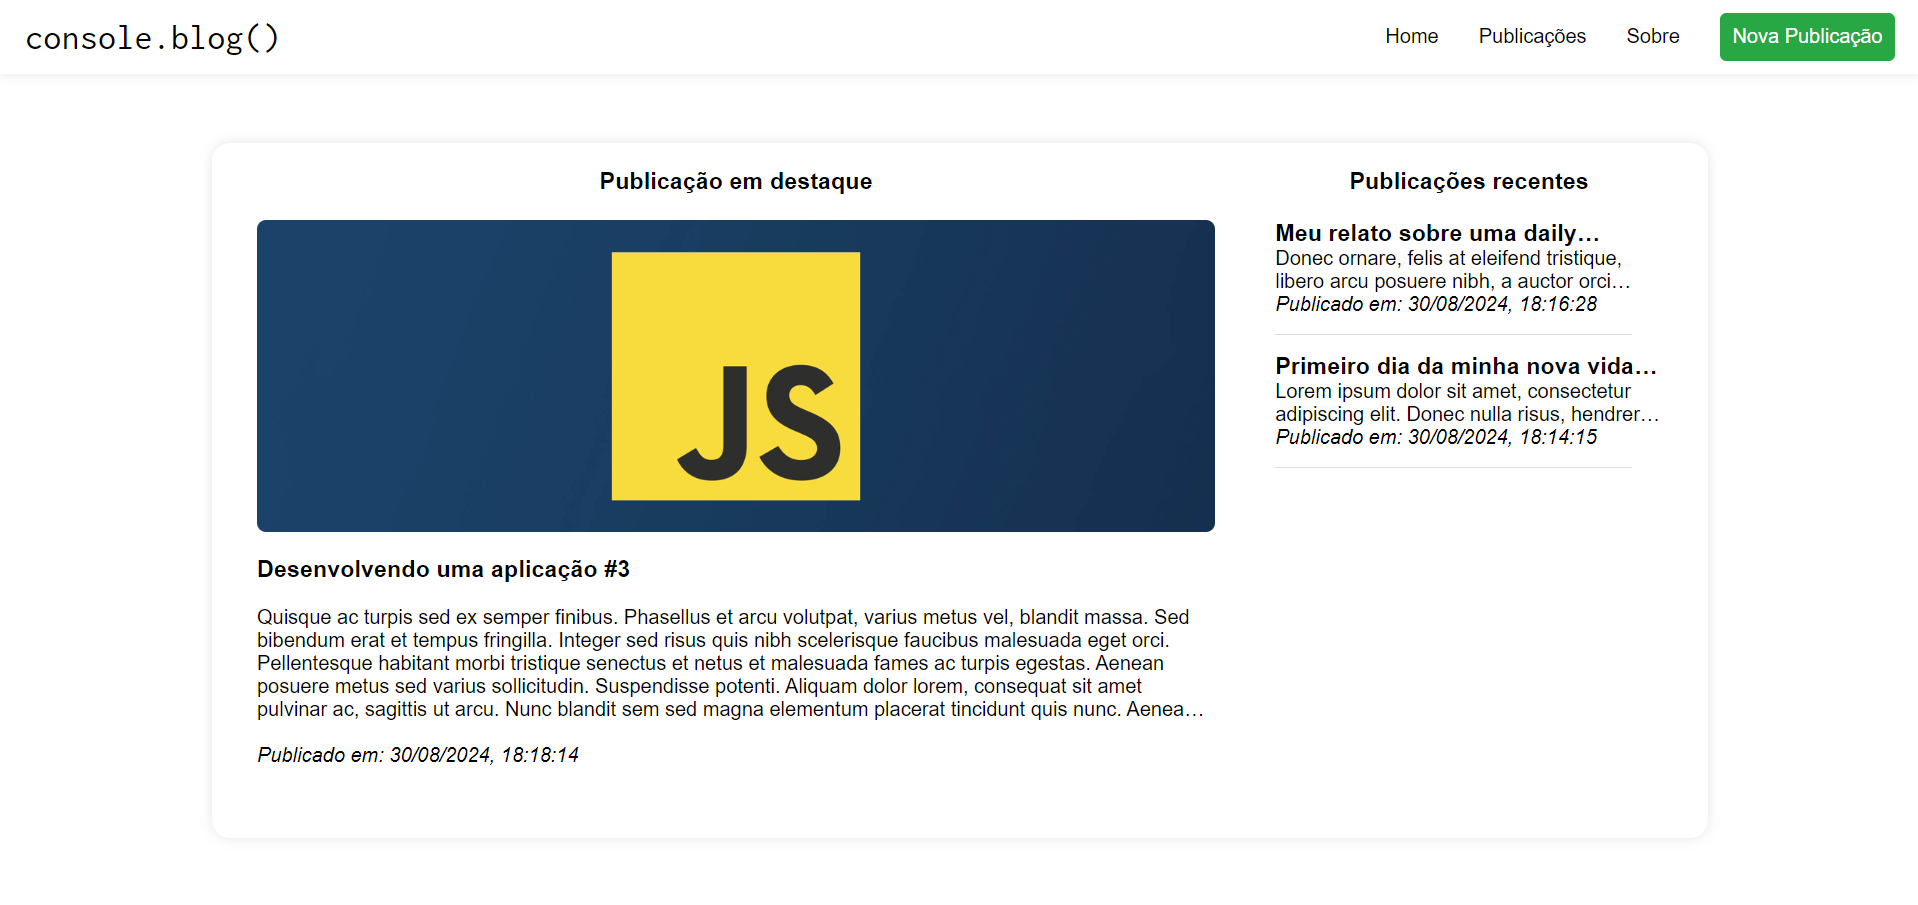 console.blog()
Home
Publicações
Sobre
Nova Publicação
Publicação em destaque
JS
Desenvolvendo uma aplicação #3
Quisque ac turpis sed ex semper finibus. Phasellus et arcu volutpat, varius metus vel, blandit massa. Sed
bibendum erat et tempus fringilla. Integer sed risus quis nibh scelerisque faucibus malesuada eget orci.
Pellentesque habitant morbi tristique senectus et netus et malesuada fames ac turpis egestas. Aenean
posuere metus sed varius sollicitudin. Suspendisse potenti. Aliquam dolor lorem, consequat sit amet
pulvinar ac, sagittis ut arcu. Nunc blandit sem sed magna elementum placerat tincidunt quis nunc. Aenea…
Publicado em: 30/08/2024, 18:18:14
Publicações recentes
Meu relato sobre uma daily…
Donec ornare, felis at eleifend tristique,
libero arcu posuere nibh, a auctor orci…
Publicado em: 30/08/2024, 18:16:28
Primeiro dia da minha nova vida…
Lorem ipsum dolor sit amet, consectetur
adipiscing elit. Donec nulla risus, hendrer…
Publicado em: 30/08/2024, 18:14:15